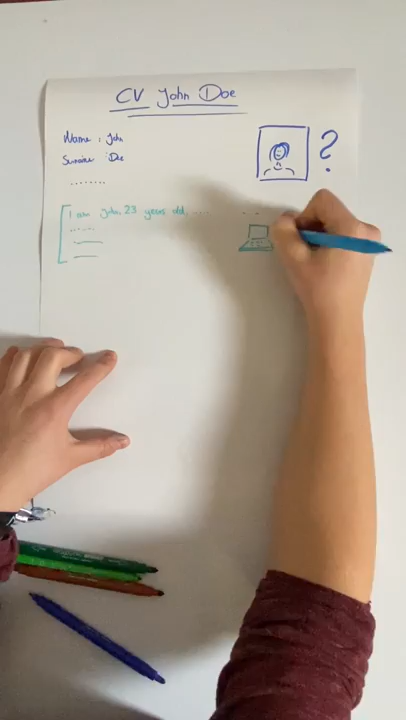 CV John Doe
Name : John
Surname : Doe
........
?
I am John 23 years old ....
......